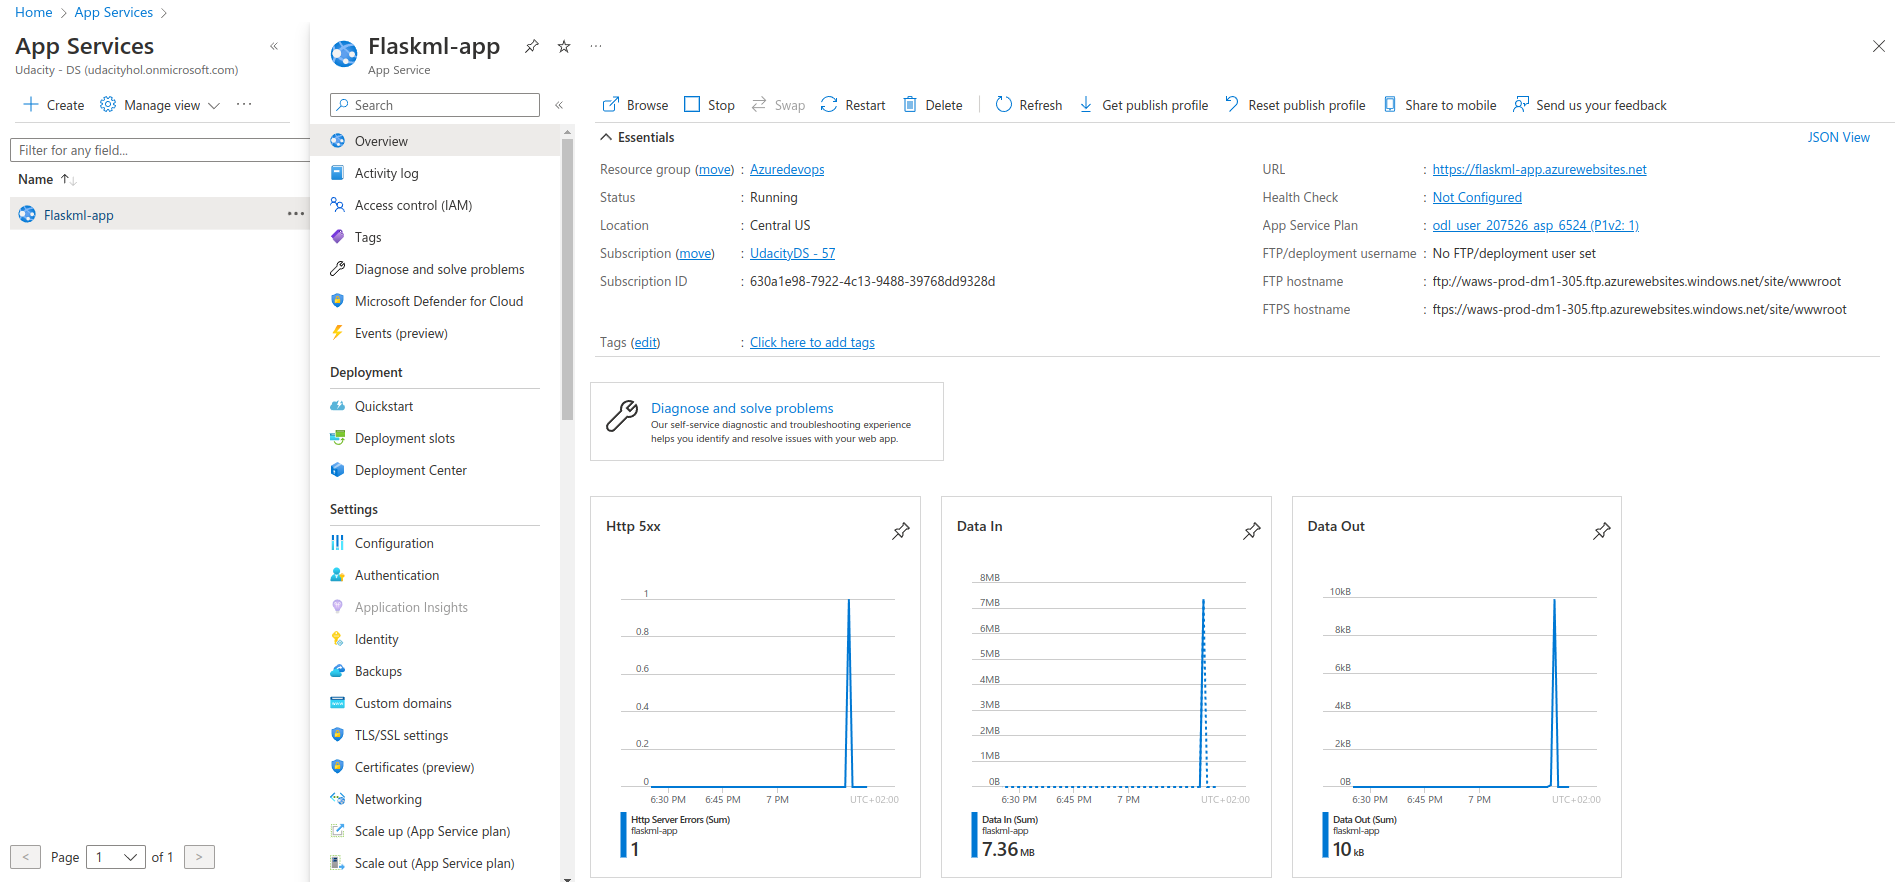 Home > App Services >
App Services «
Udacity - DS (udacityhol.onmicrosoft.com)
Create Manage view ...
Filter for any field...
Name
Flaskml-app ...
< Page 1 of 1 >
Flaskml-app ...
App Service
Search «
Overview
Activity log
Access control (IAM)
Tags
Diagnose and solve problems
Microsoft Defender for Cloud
Events (preview)
Deployment
Quickstart
Deployment slots
Deployment Center
Settings
Configuration
Authentication
Application Insights
Identity
Backups
Custom domains
TLS/SSL settings
Certificates (preview)
Networking
Scale up (App Service plan)
Scale out (App Service plan)
Browse Stop Swap Restart Delete Refresh Get publish profile Reset publish profile Share to mobile Send us your feedback
Essentials JSON View
Resource group (move) : Azuredevops
Status : Running
Location : Central US
Subscription (move) : UdacityDS - 57
Subscription ID : 630a1e98-7922-4c13-9488-39768dd9328d
URL : https://flaskml-app.azurewebsites.net
Health Check : Not Configured
App Service Plan : odl_user_207526_asp_6524 (P1v2: 1)
FTP/deployment username : No FTP/deployment user set
FTP hostname : ftp://waws-prod-dm1-305.ftp.azurewebsites.windows.net/site/wwwroot
FTPS hostname : ftps://waws-prod-dm1-305.ftp.azurewebsites.windows.net/site/wwwroot
Tags (edit) : Click here to add tags
Diagnose and solve problems
Our self-service diagnostic and troubleshooting experience
helps you identify and resolve issues with your web app.
Http 5xx
1
0.8
0.6
0.4
0.2
0
6:30 PM 6:45 PM 7 PM UTC+02:00
Http Server Errors (Sum)
flaskml-app
1
Data In
8MB
7MB
6MB
5MB
4MB
3MB
2MB
1MB
0B
6:30 PM 6:45 PM 7 PM UTC+02:00
Data In (Sum)
flaskml-app
7.36 MB
Data Out
10kB
8kB
6kB
4kB
2kB
0B
6:30 PM 6:45 PM 7 PM UTC+02:00
Data Out (Sum)
flaskml-app
10 kB